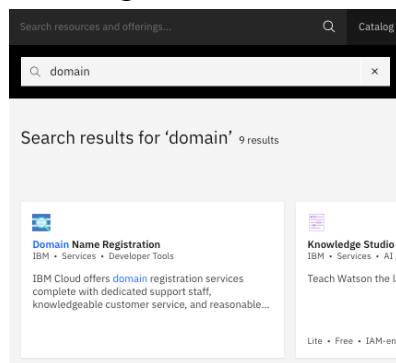 Search resources and offerings...
Catalog
domain
Search results for ‘domain’ 9 results
Domain Name Registration
IBM • Services • Developer Tools
IBM Cloud offers domain registration services
complete with dedicated support staff,
knowledgeable customer service, and reasonable...
Knowledge Studio
IBM • Services • AI
Teach Watson the
Lite • Free •